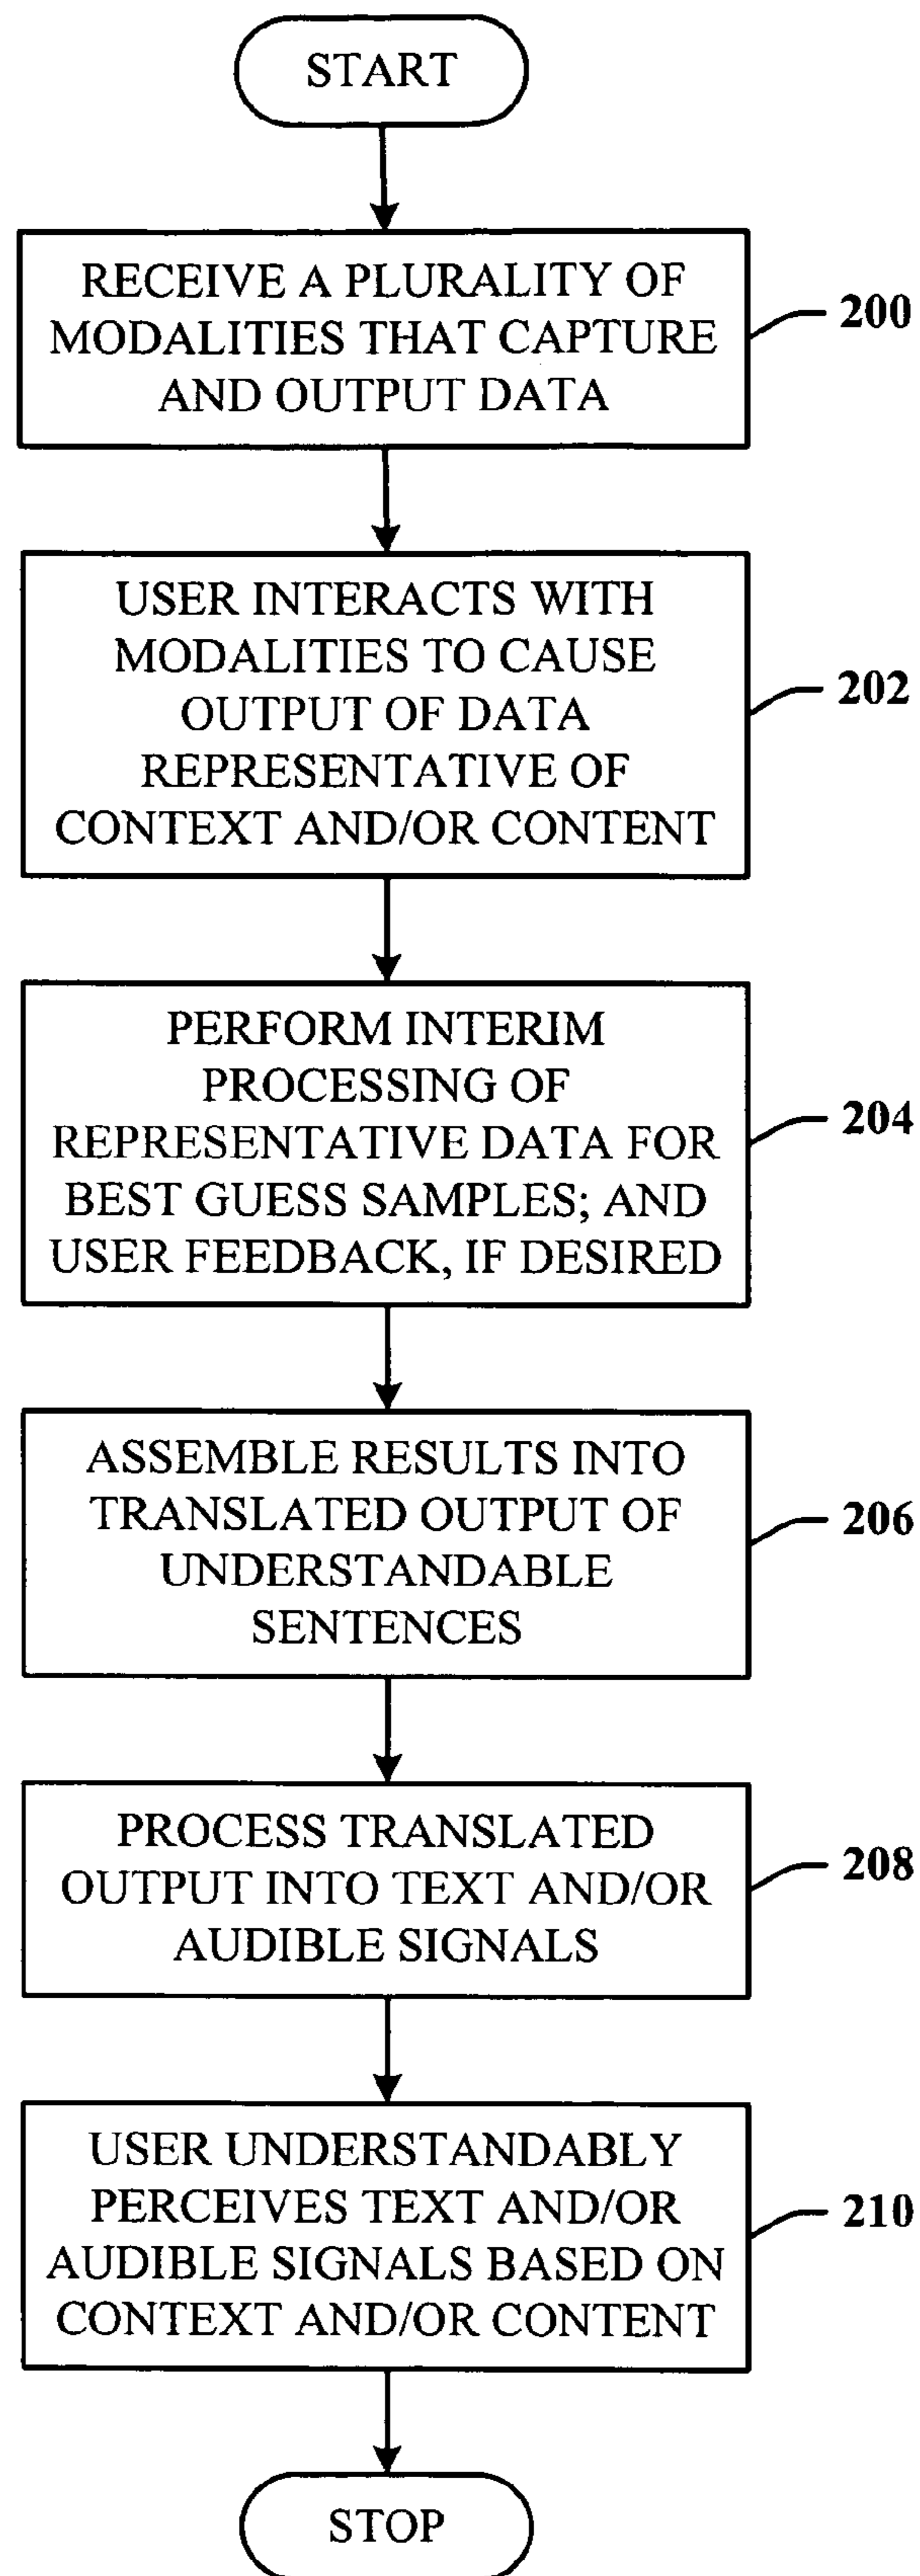 START
RECEIVE A PLURALITY OF
MODALITIES THAT CAPTURE
AND OUTPUT DATA
200
USER INTERACTS WITH
MODALITIES TO CAUSE
OUTPUT OF DATA
REPRESENTATIVE OF
CONTEXT AND/OR CONTENT
202
PERFORM INTERIM
PROCESSING OF
REPRESENTATIVE DATA FOR
BEST GUESS SAMPLES; AND
USER FEEDBACK, IF DESIRED
204
ASSEMBLE RESULTS INTO
TRANSLATED OUTPUT OF
UNDERSTANDABLE
SENTENCES
206
PROCESS TRANSLATED
OUTPUT INTO TEXT AND/OR
AUDIBLE SIGNALS
208
USER UNDERSTANDABLY
PERCEIVES TEXT AND/OR
AUDIBLE SIGNALS BASED ON
CONTEXT AND/OR CONTENT
210
STOP